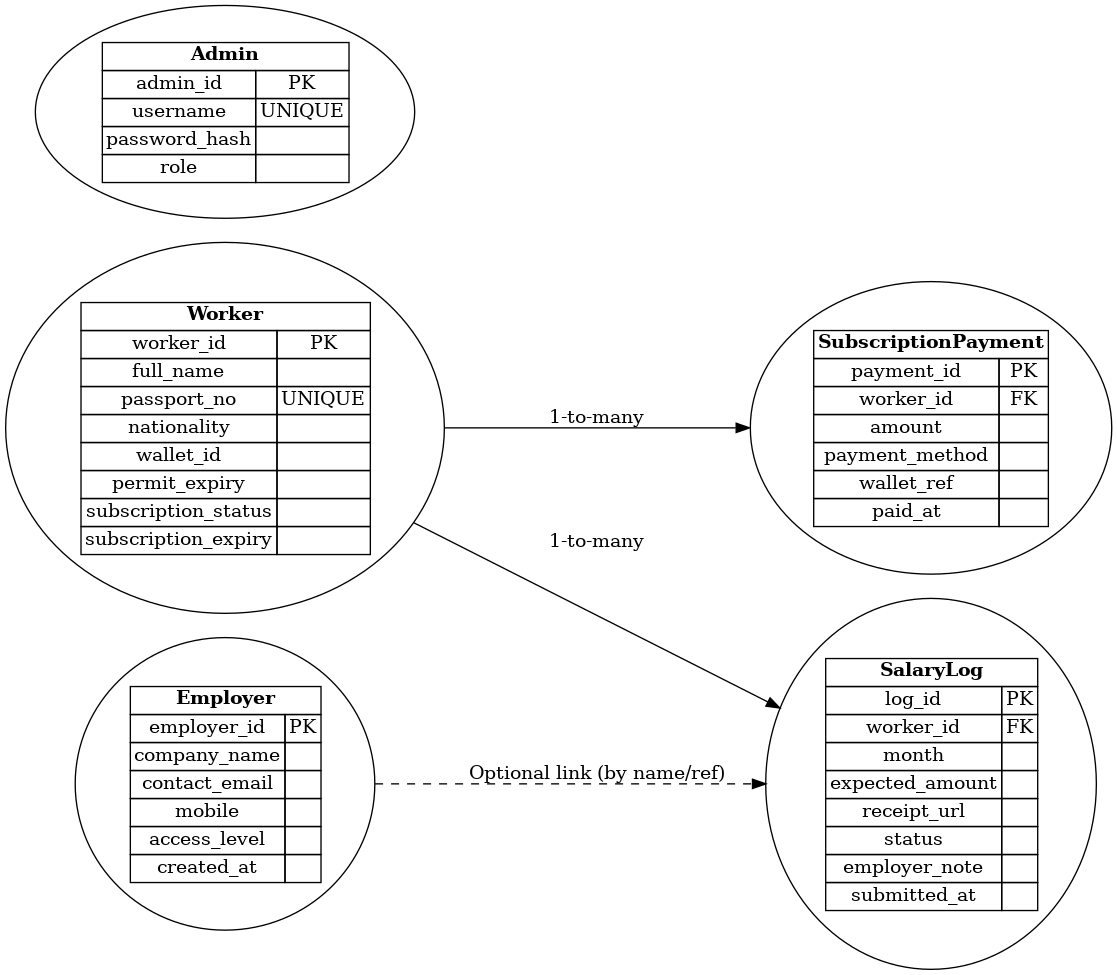 Admin
admin_id PK
username UNIQUE
password_hash
role
Worker
worker_id PK
full_name
passport_no UNIQUE
nationality
wallet_id
permit_expiry
subscription_status
subscription_expiry
1-to-many
1-to-many
SubscriptionPayment
payment_id PK
worker_id FK
amount
payment_method
wallet_ref
paid_at
Employer
employer_id PK
company_name
contact_email
mobile
access_level
created_at
Optional link (by name/ref)
SalaryLog
log_id PK
worker_id FK
month
expected_amount
receipt_url
status
employer_note
submitted_at